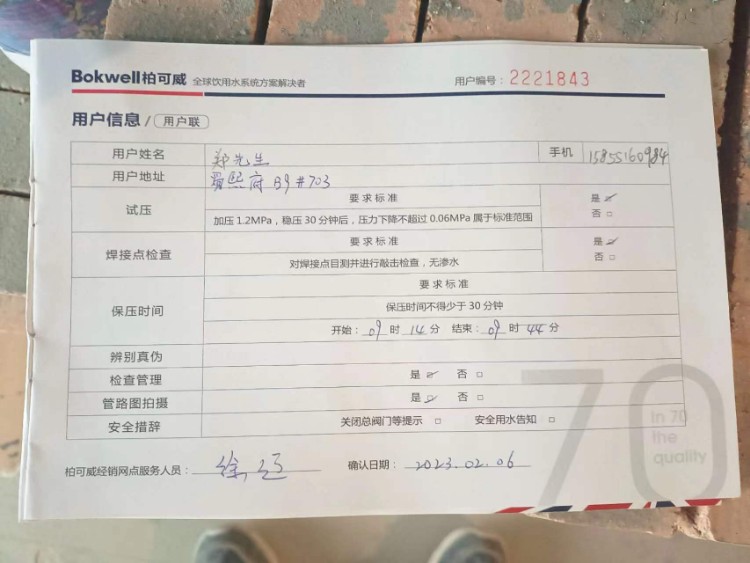 Bokwell柏可威 全球饮用水系统方案解决者 用户编号：2221843
用户信息 / 用户联
用户姓名 郑先生 手机 15855160984
用户地址 翡熙府 B9#703
试压 要求标准 是 ☑
加压 1.2MPa，稳压 30 分钟后，压力下降不超过 0.06MPa 属于标准范围 否 □
焊接点检查 要求标准 是 ☑
对焊接点目测并进行敲击检查，无渗水 否 □
保压时间 要求标准
保压时间不得少于 30 分钟
开始：09 时 14 分 结束：09 时 44 分
辨别真伪
检查管理 是 ☑ 否 □
管路图拍摄 是 ☑ 否 □
安全措辞 关闭总阀门等提示 □ 安全用水告知 □
柏可威经销网点服务人员： 徐 确认日期： 2023.02.06
70
In 70
the
quality